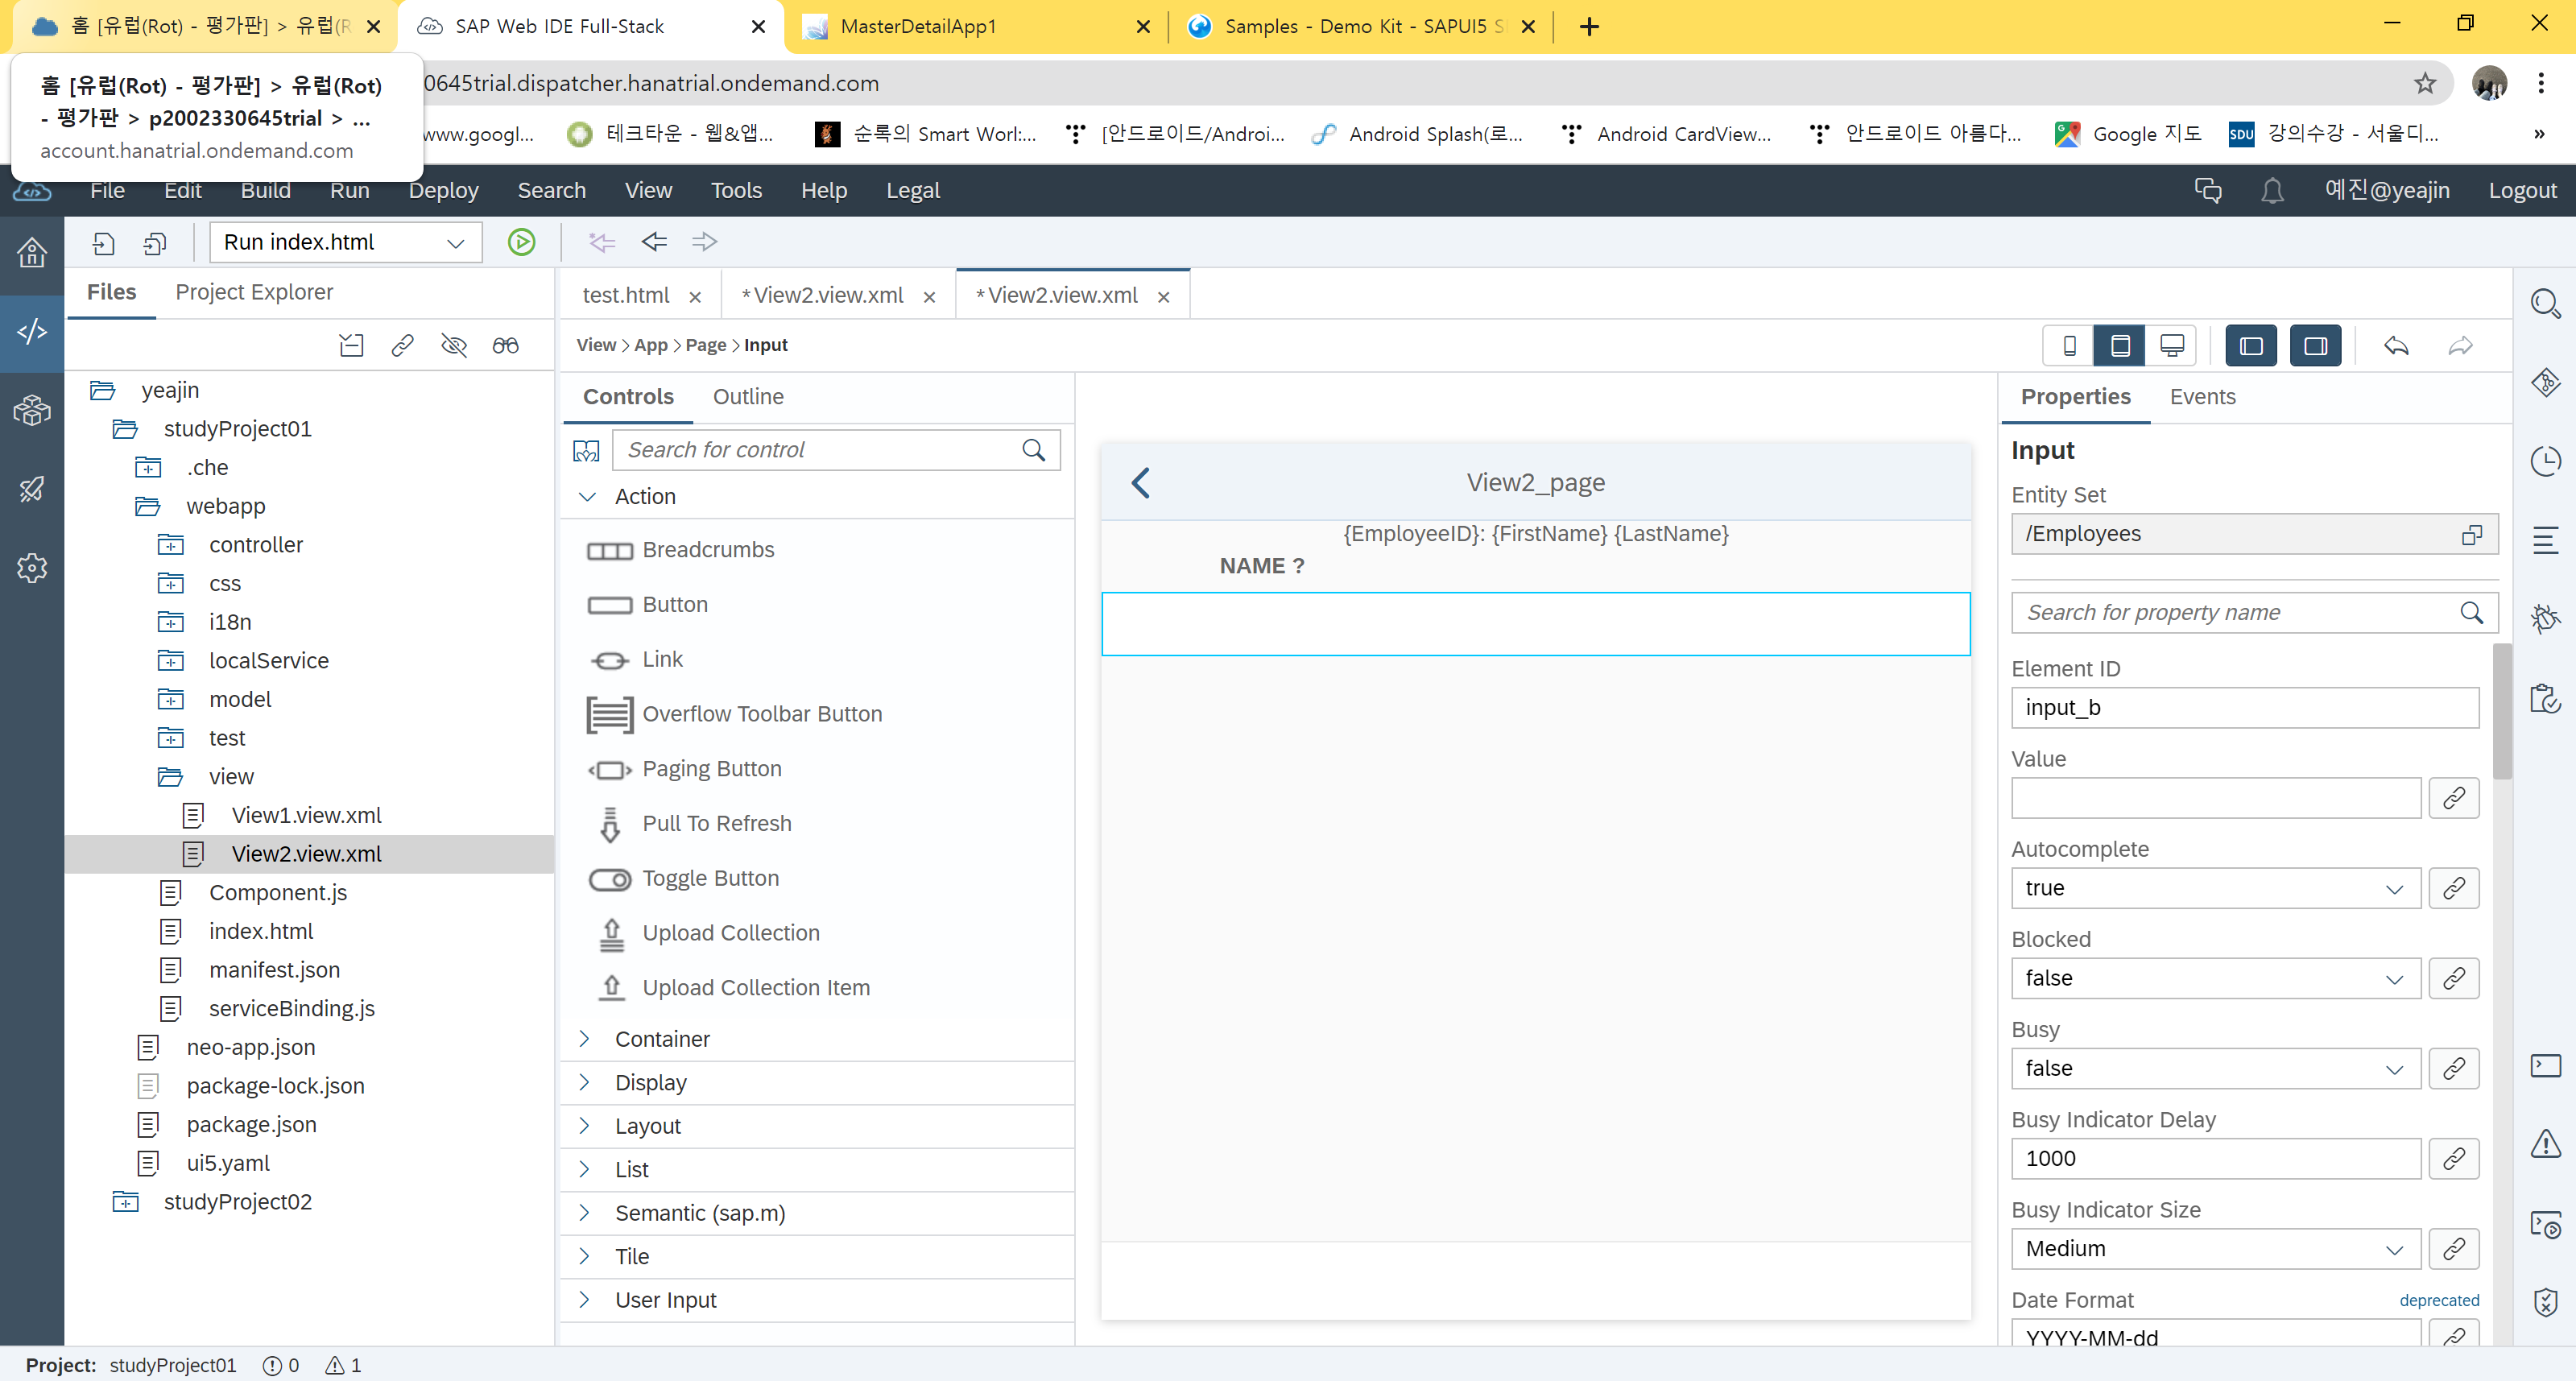 홈 [유럽(Rot) - 평가판] > 유럽(R
SAP Web IDE Full-Stack
MasterDetailApp1
Samples - Demo Kit - SAPUI5 S
홈 [유럽(Rot) - 평가판] > 유럽(Rot)
- 평가판 > p2002330645trial > ...
account.hanatrial.ondemand.com
0645trial.dispatcher.hanatrial.ondemand.com
www.googl...
테크타운 - 웹&앱...
순록의 Smart Worl:...
[안드로이드/Androi...
Android Splash(로...
Android CardView...
안드로이드 아름다...
Google 지도
SDU 강의수강 - 서울디...
»
File Edit Build Run Deploy Search View Tools Help Legal
예진@yeajin Logout
Run index.html
Files Project Explorer
test.html
*View2.view.xml
*View2.view.xml
View > App > Page > Input
yeajin
studyProject01
.che
webapp
controller
css
i18n
localService
model
test
view
View1.view.xml
View2.view.xml
Component.js
index.html
manifest.json
serviceBinding.js
neo-app.json
package-lock.json
package.json
ui5.yaml
studyProject02
Controls Outline
Search for control
Action
Breadcrumbs
Button
Link
Overflow Toolbar Button
Paging Button
Pull To Refresh
Toggle Button
Upload Collection
Upload Collection Item
Container
Display
Layout
List
Semantic (sap.m)
Tile
User Input
View2_page
{EmployeeID}: {FirstName} {LastName}
NAME ?
Properties Events
Input
Entity Set
/Employees
Search for property name
Element ID
input_b
Value
Autocomplete
true
Blocked
false
Busy
false
Busy Indicator Delay
1000
Busy Indicator Size
Medium
Date Format deprecated
YYYY-MM-dd
Project: studyProject01 0 1